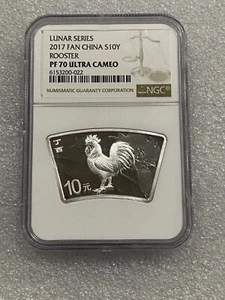 LUNAR SERIES
2017 FAN CHINA S10Y
ROOSTER
PF 70 ULTRA CAMEO
6153200-022
NGC
NUMISMATIC GUARANTY CORPORATION
丁酉
10元